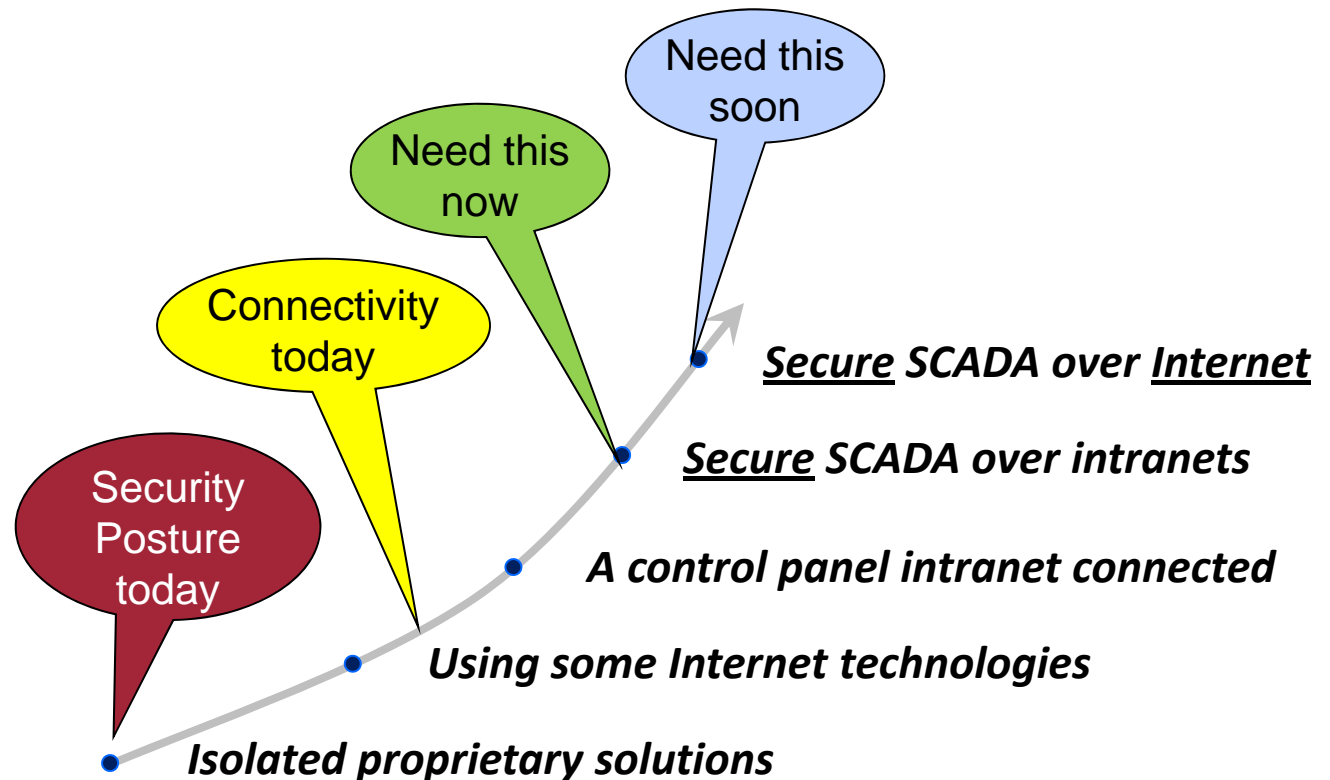 Need this
soon
Need this
now
Connectivity
today
Security
Posture
today
Secure SCADA over Internet
Secure SCADA over intranets
A control panel intranet connected
Using some Internet technologies
Isolated proprietary solutions